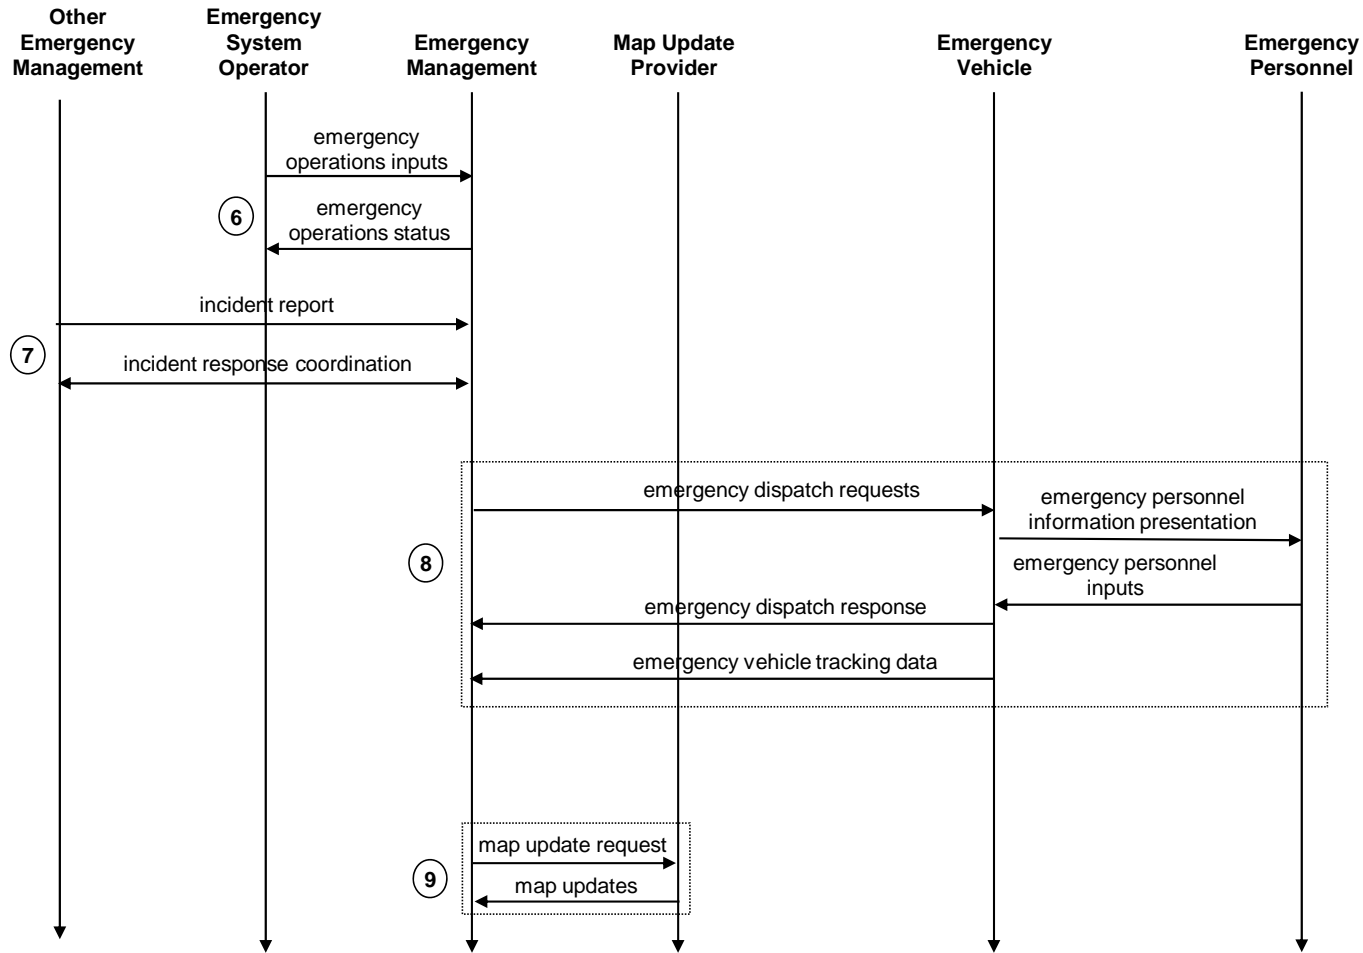 Other
Emergency
Management
Emergency
System
Operator
Emergency
Management
Map Update
Provider
Emergency
Vehicle
Emergency
Personnel
emergency
operations inputs
6
emergency
operations status
incident report
7
incident response coordination
emergency dispatch requests
emergency personnel
information presentation
8
emergency personnel
inputs
emergency dispatch response
emergency vehicle tracking data
map update request
9
map updates